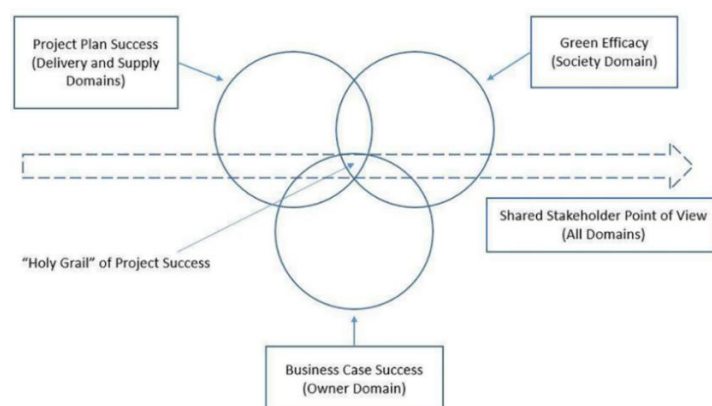 Project Plan Success
(Delivery and Supply
Domains)
Green Efficacy
(Society Domain)
Shared Stakeholder Point of View
(All Domains)
“Holy Grail” of Project Success
Business Case Success
(Owner Domain)